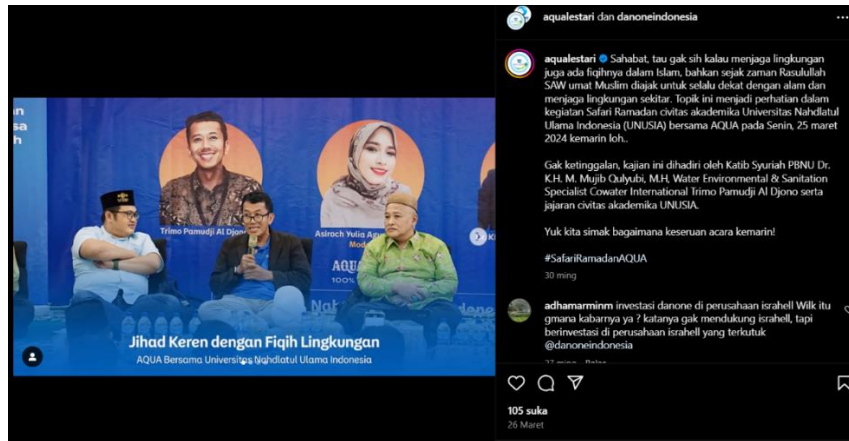 aqualestari dan danoneindonesia
aqualestari Sahabat, tau gak sih kalau menjaga lingkungan
juga ada fiqihnya dalam Islam, bahkan sejak zaman Rasulullah
SAW umat Muslim diajak untuk selalu dekat dengan alam dan
menjaga lingkungan sekitar. Topik ini menjadi perhatian dalam
kegiatan Safari Ramadan civitas akademika Universitas Nahdlatul
Ulama Indonesia (UNUSIA) bersama AQUA pada Senin, 25 maret
2024 kemarin loh..
Gak ketinggalan, kajian ini dihadiri oleh Katib Syuriah PBNU Dr.
K.H. M. Mujib Qulyubi, M.H, Water Environmental & Sanitation
Specialist Cowater International Trimo Pamudji Al Djono serta
jajaran civitas akademika UNUSIA.
Yuk kita simak bagaimana keseruan acara kemarin!
#SafariRamadanAQUA
30 ming
adhamarminm investasi danone di perusahaan israhell Wilk itu
gmana kabarnya ya ? katanya gak mendukung israhell, tapi
berinvestasi di perusahaan israhell yang terkutuk
@danoneindonesia
105 suka
26 Maret
n
sa
h
Trimo Pamudji Al Djono
Asiroch Yulia
Mod
AQUA
100%
Jihad Keren dengan Fiqih Lingkungan
AQUA Bersama Universitas Nahdlatul Ulama Indonesia